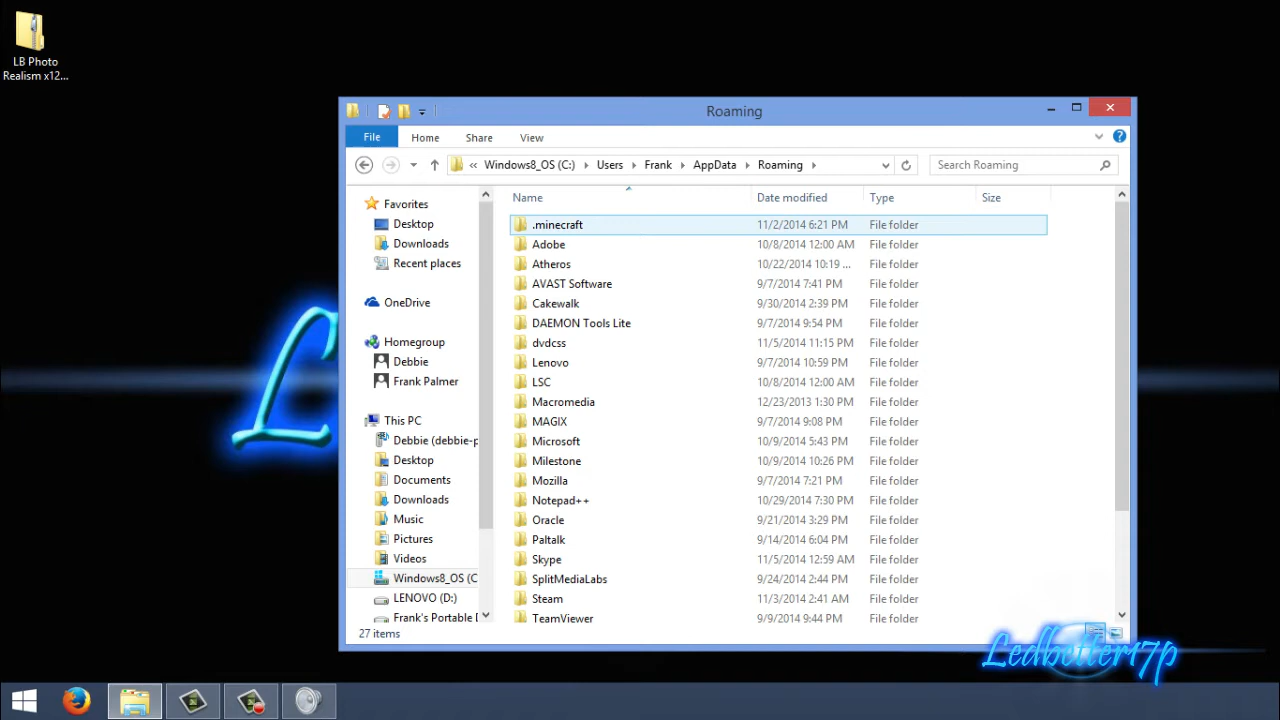 LB Photo
Realism x12...
Roaming
File Home Share View
« Windows8_OS (C:) Users Frank AppData Roaming Search Roaming
Name Date modified Type Size
Favorites
Desktop
Downloads
Recent places
OneDrive
Homegroup
Debbie
Frank Palmer
This PC
Debbie (debbie-p
Desktop
Documents
Downloads
Music
Pictures
Videos
Windows8_OS (C
LENOVO (D:)
Frank's Portable D
.minecraft 11/2/2014 6:21 PM File folder
Adobe 10/8/2014 12:00 AM File folder
Atheros 10/22/2014 10:19 ... File folder
AVAST Software 9/7/2014 7:41 PM File folder
Cakewalk 9/30/2014 2:39 PM File folder
DAEMON Tools Lite 9/7/2014 9:54 PM File folder
dvdcss 11/5/2014 11:15 PM File folder
Lenovo 9/7/2014 10:59 PM File folder
LSC 10/8/2014 12:00 AM File folder
Macromedia 12/23/2013 1:30 PM File folder
MAGIX 9/7/2014 9:08 PM File folder
Microsoft 10/9/2014 5:43 PM File folder
Milestone 10/9/2014 10:26 PM File folder
Mozilla 9/7/2014 7:21 PM File folder
Notepad++ 10/29/2014 7:30 PM File folder
Oracle 9/21/2014 3:29 PM File folder
Paltalk 9/14/2014 6:04 PM File folder
Skype 11/5/2014 12:59 AM File folder
SplitMediaLabs 9/24/2014 2:44 PM File folder
Steam 11/3/2014 2:41 AM File folder
TeamViewer 9/9/2014 9:44 PM File folder
27 items
L
Ledbetter17p